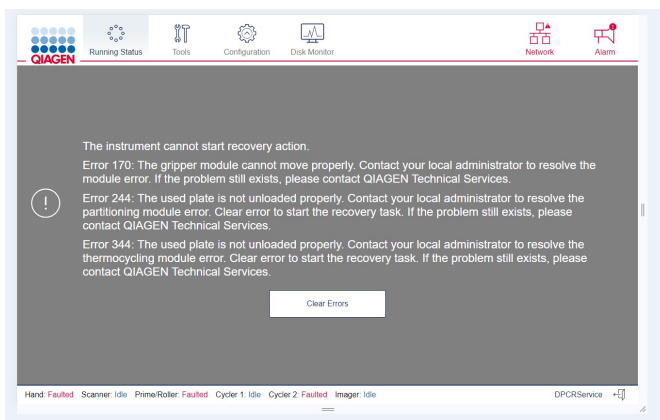 QIAGEN
Running Status
Tools
Configuration
Disk Monitor
Network
Alarm
The instrument cannot start recovery action.
Error 170: The gripper module cannot move properly. Contact your local administrator to resolve the
module error. If the problem still exists, please contact QIAGEN Technical Services.
Error 244: The used plate is not unloaded properly. Contact your local administrator to resolve the
partitioning module error. Clear error to start the recovery task. If the problem still exists, please
contact QIAGEN Technical Services.
Error 344: The used plate is not unloaded properly. Contact your local administrator to resolve the
thermocycling module error. Clear error to start the recovery task. If the problem still exists, please
contact QIAGEN Technical Services.
Clear Errors
Hand: Faulted Scanner: Idle Prime/Roller: Faulted Cycler 1: Idle Cycler 2: Faulted Imager: Idle DPCRService